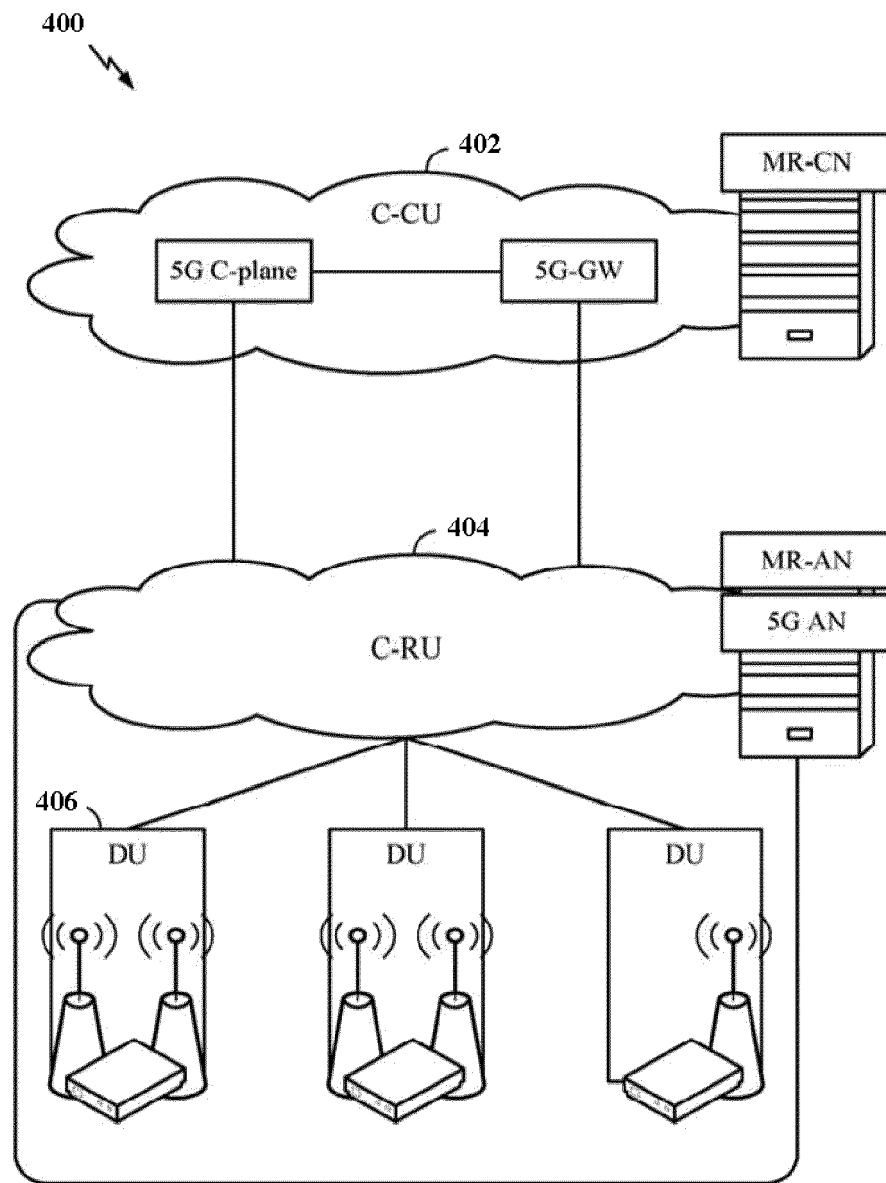 400
402
MR-CN
C-CU
5G C-plane
5G-GW
404
MR-AN
5G AN
C-RU
406
DU
DU
DU